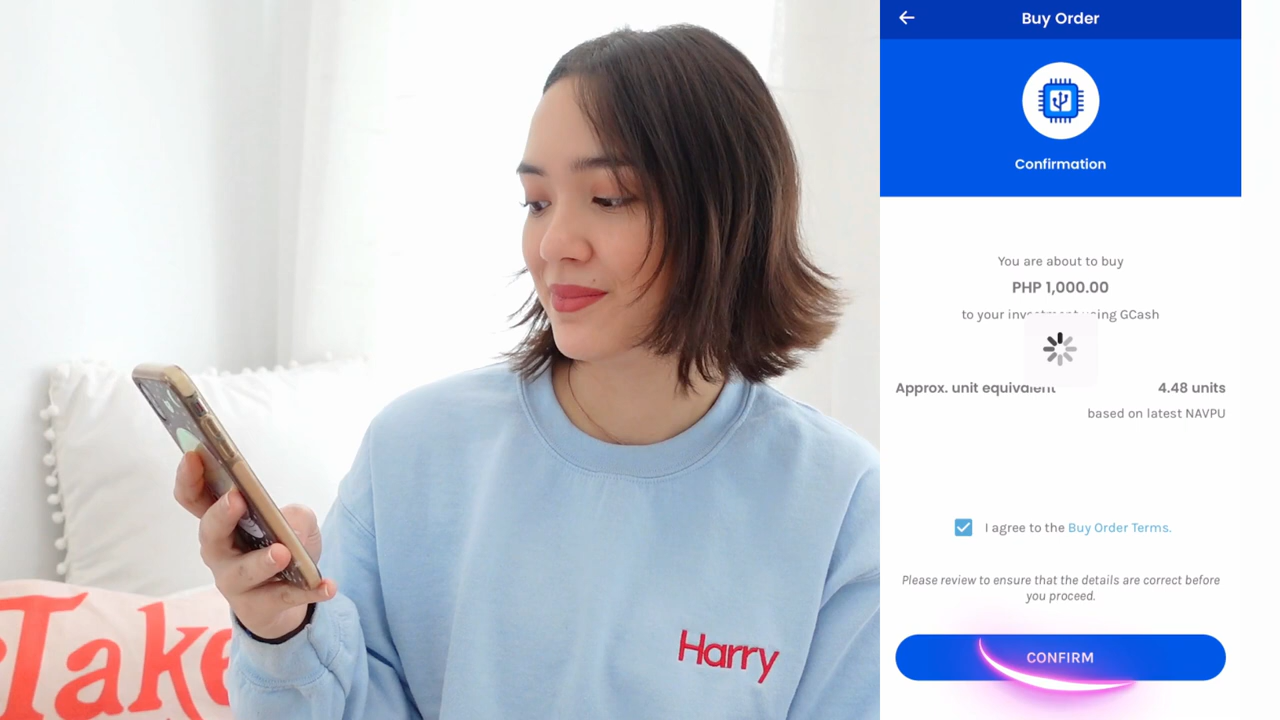 Take
Harry
Buy Order
Confirmation
You are about to buy
PHP 1,000.00
to your investment using GCash
Approx. unit equivalent 4.48 units
based on latest NAVPU
I agree to the Buy Order Terms.
Please review to ensure that the details are correct before
you proceed.
CONFIRM